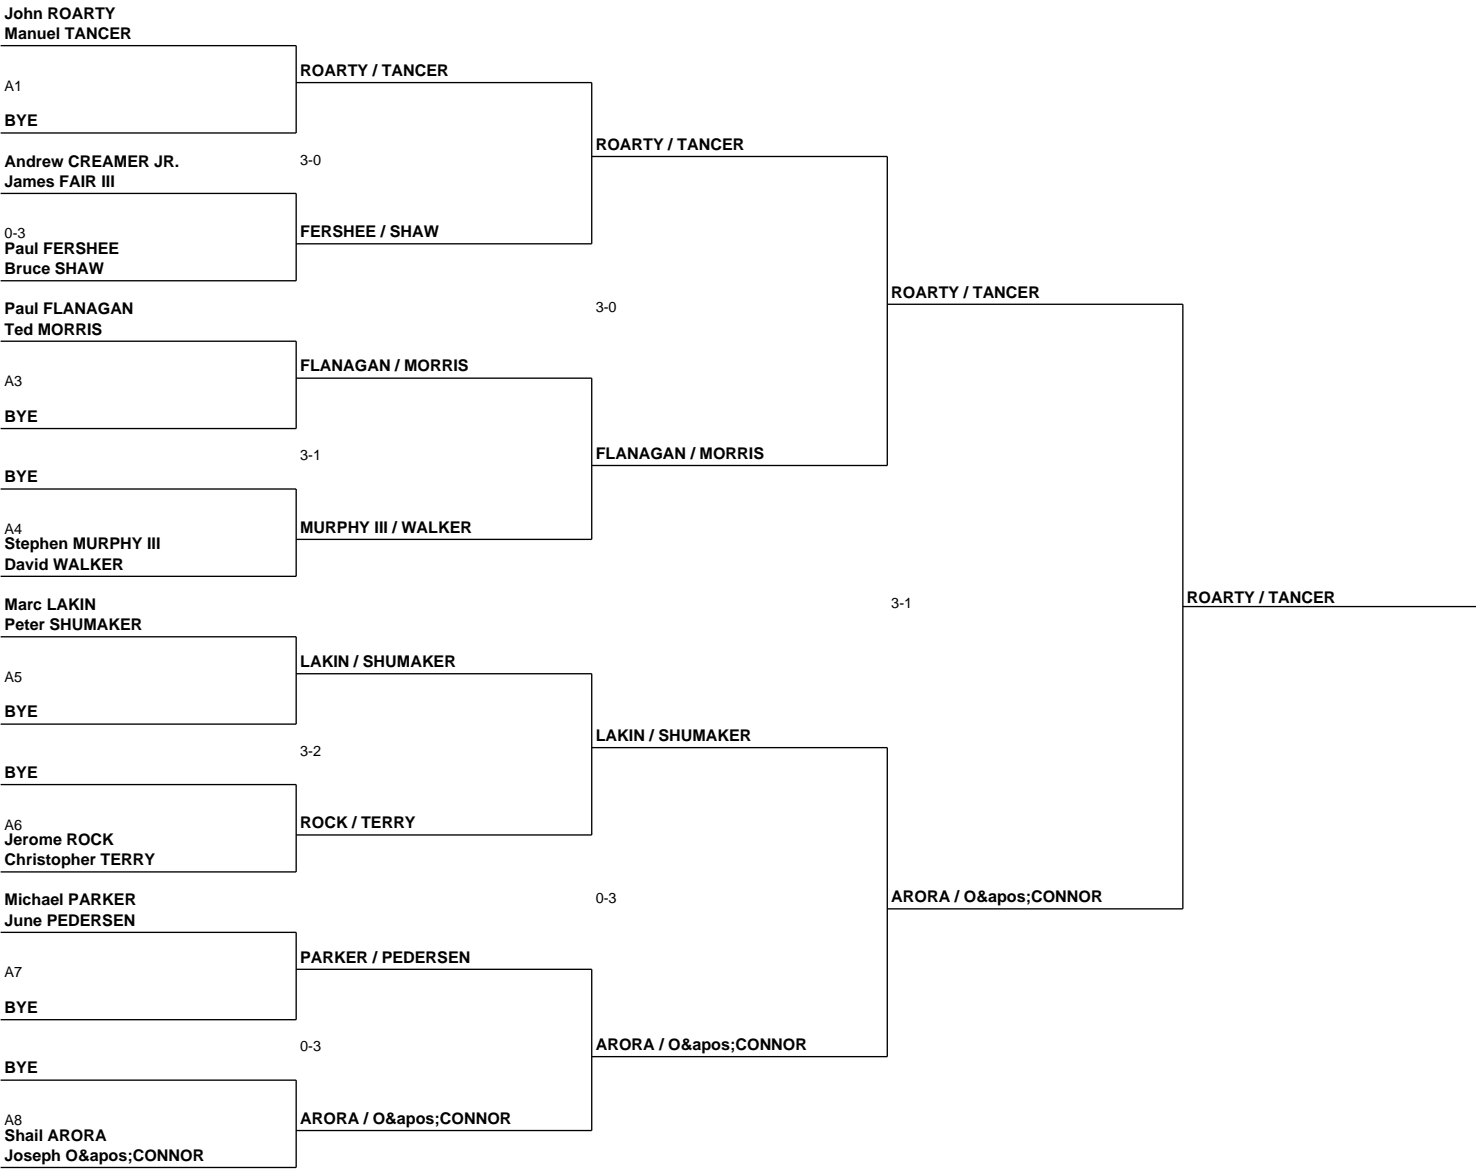 John ROARTY
Manuel TANCER
A1
BYE
Andrew CREAMER JR.
James FAIR III
0-3
Paul FERSHEE
Bruce SHAW
Paul FLANAGAN
Ted MORRIS
A3
BYE
BYE
A4
Stephen MURPHY III
David WALKER
Marc LAKIN
Peter SHUMAKER
A5
BYE
BYE
A6
Jerome ROCK
Christopher TERRY
Michael PARKER
June PEDERSEN
A7
BYE
BYE
A8
Shail ARORA
Joseph O&apos;CONNOR
ROARTY / TANCER
3-0
FERSHEE / SHAW
FLANAGAN / MORRIS
3-1
MURPHY III / WALKER
LAKIN / SHUMAKER
3-2
ROCK / TERRY
PARKER / PEDERSEN
0-3
ARORA / O&apos;CONNOR
ROARTY / TANCER
3-0
FLANAGAN / MORRIS
LAKIN / SHUMAKER
0-3
ARORA / O&apos;CONNOR
ROARTY / TANCER
3-1
ARORA / O&apos;CONNOR
ROARTY / TANCER